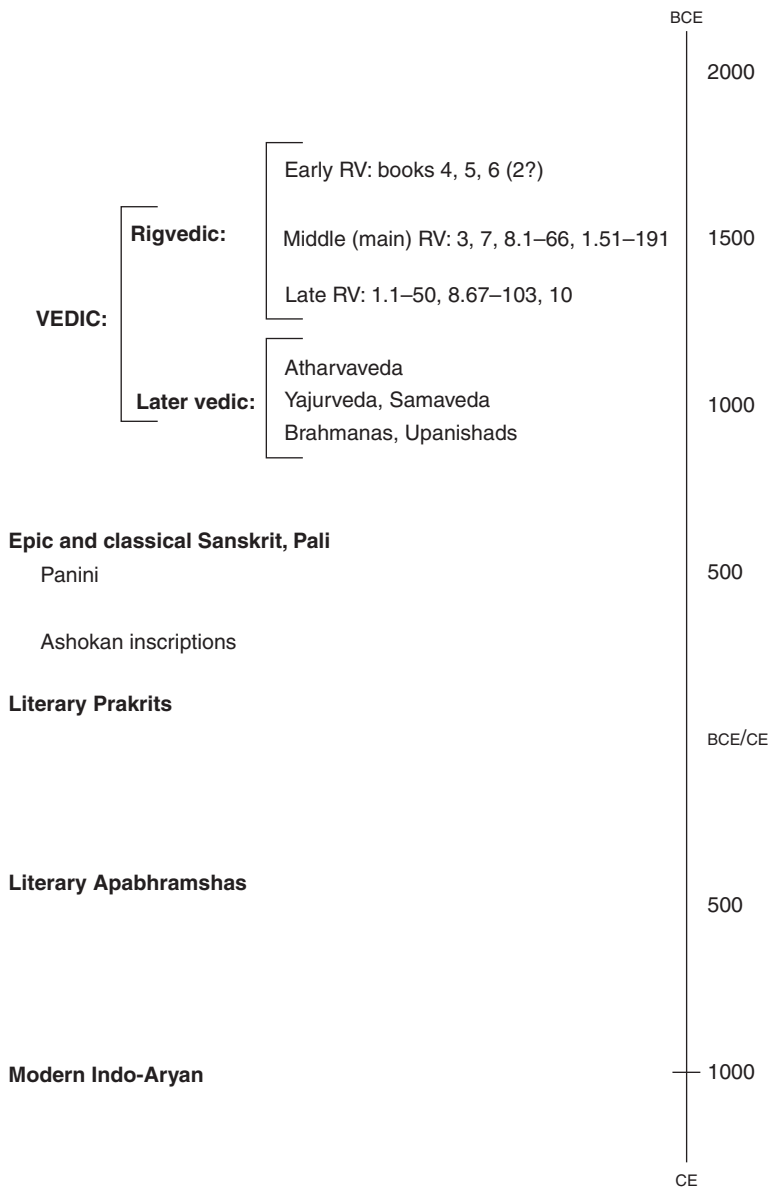 BCE
2000
Early RV: books 4, 5, 6 (2?)
Rigvedic:
Middle (main) RV: 3, 7, 8.1–66, 1.51–191
1500
Late RV: 1.1–50, 8.67–103, 10
VEDIC:
Atharvaveda
Later vedic:
Yajurveda, Samaveda
1000
Brahmanas, Upanishads
Epic and classical Sanskrit, Pali
Panini
500
Ashokan inscriptions
Literary Prakrits
BCE/CE
Literary Apabhramshas
500
Modern Indo-Aryan
1000
CE